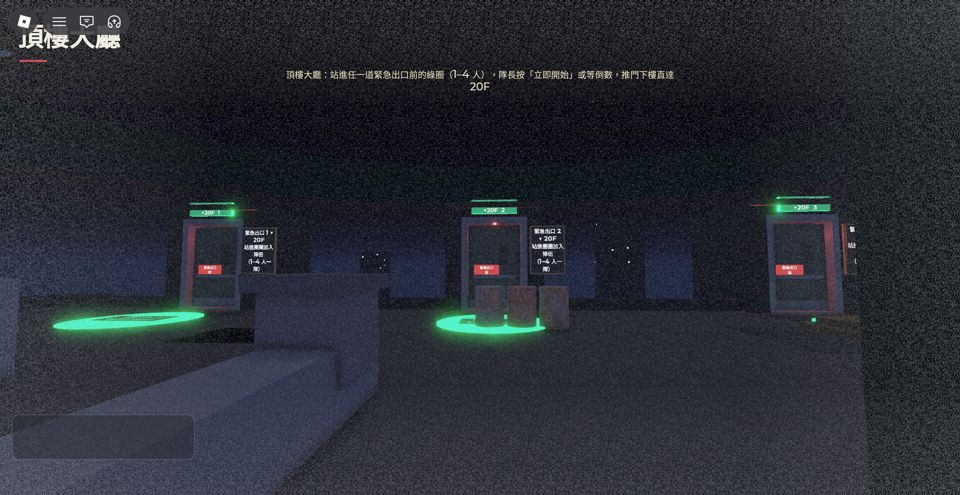 頂樓大廳
頂樓大廳：站進任一道緊急出口前的綠圈（1–4 人），隊長按「立即開始」或等倒數，推門下樓直達
20F
20F 1
緊急出口 1 ▼
20F
站進圈圈加入
隊伍
（1–4 人一
隊）
20F 2
緊急出口 2
▼ 20F
站進圈圈加入
隊伍
（1–4 人一
隊）
20F 3
緊